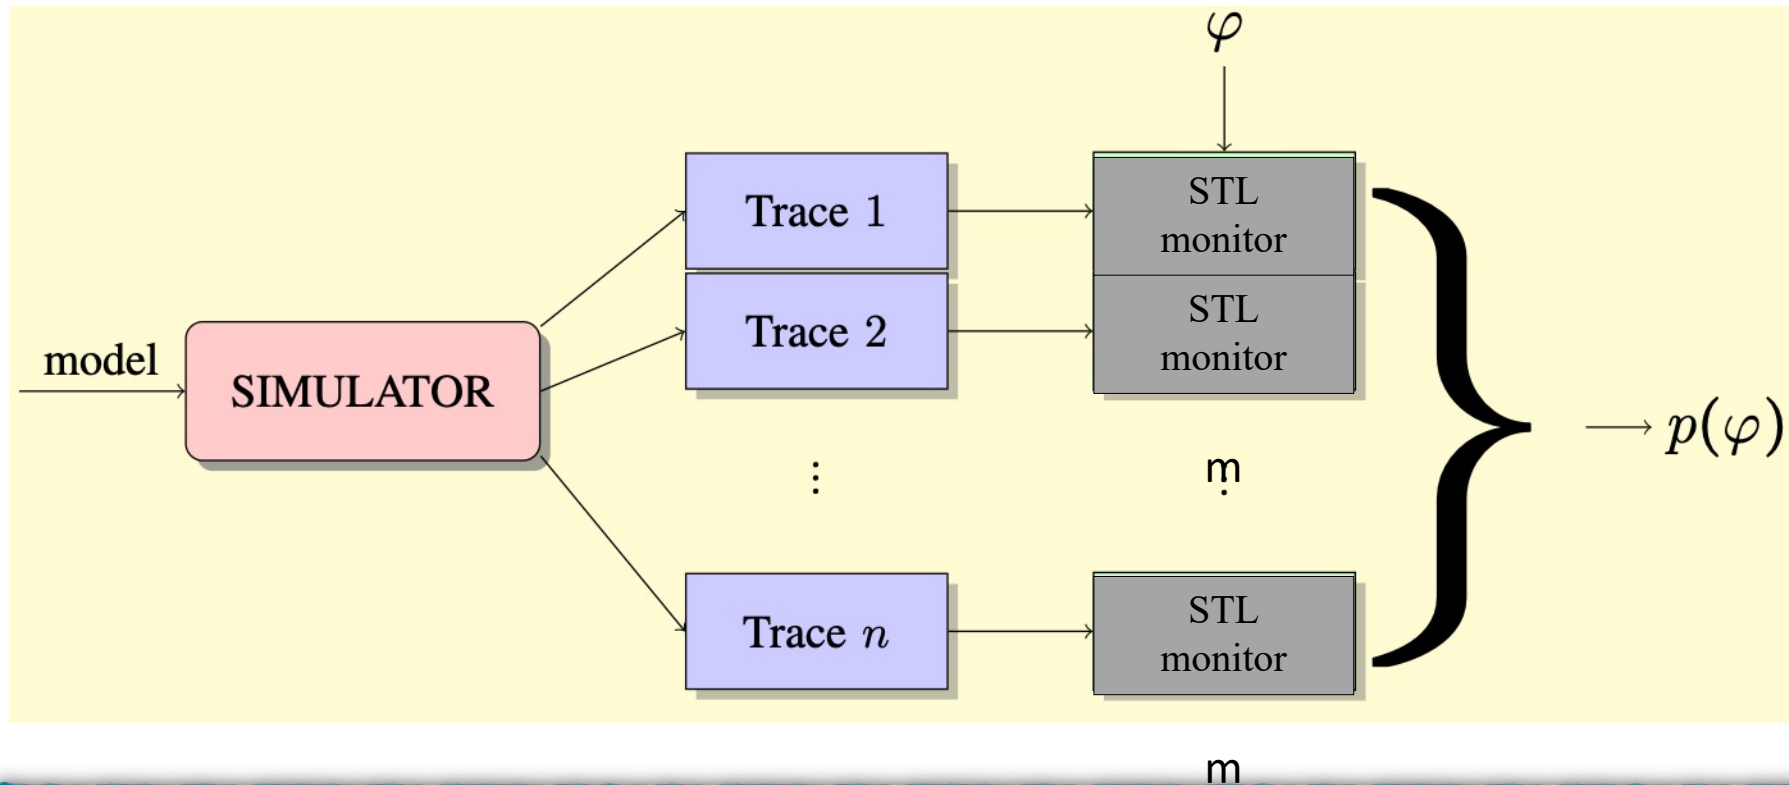 φ
Trace 1
STL
monitor
Trace 2
STL
monitor
model
SIMULATOR
p(φ)
⋮
m
⋮
Trace n
STL
monitor
m